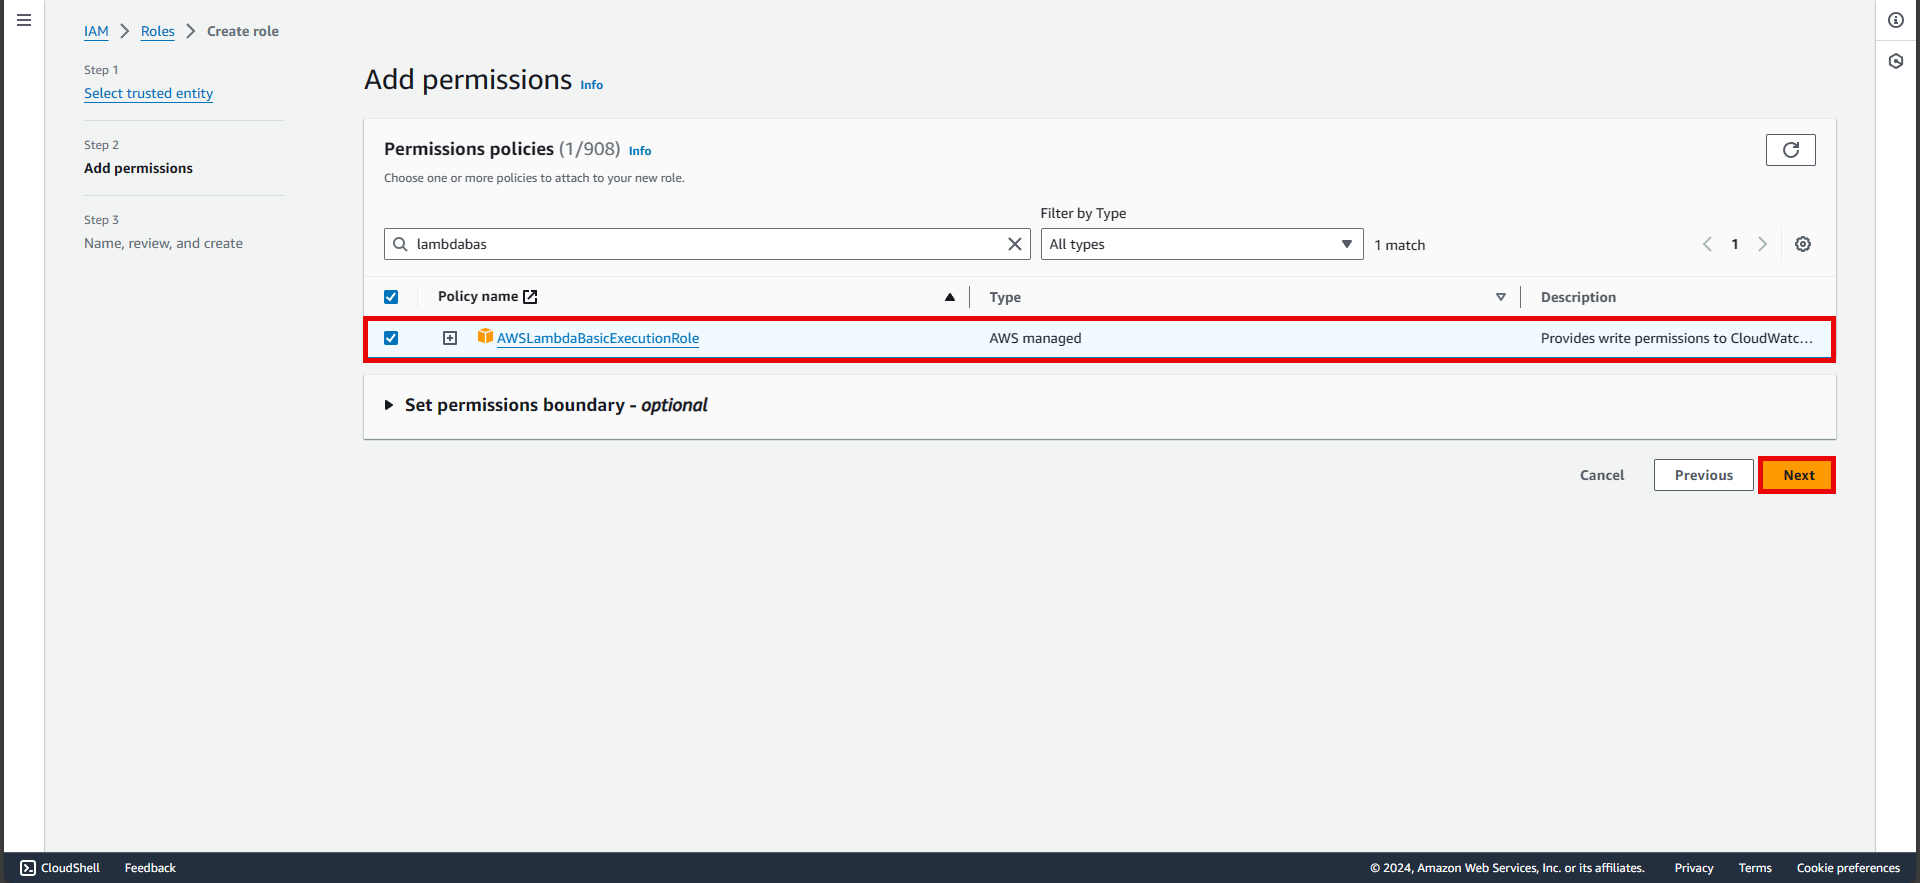 IAM > Roles > Create role
Step 1
Select trusted entity
Step 2
Add permissions
Step 3
Name, review, and create
Add permissions Info
Permissions policies (1/908) Info
Choose one or more policies to attach to your new role.
Filter by Type
lambdabas
All types
1 match
1
Policy name
Type
Description
AWSLambdaBasicExecutionRole
AWS managed
Provides write permissions to CloudWatc...
Set permissions boundary - optional
Cancel
Previous
Next
CloudShell
Feedback
© 2024, Amazon Web Services, Inc. or its affiliates.
Privacy
Terms
Cookie preferences